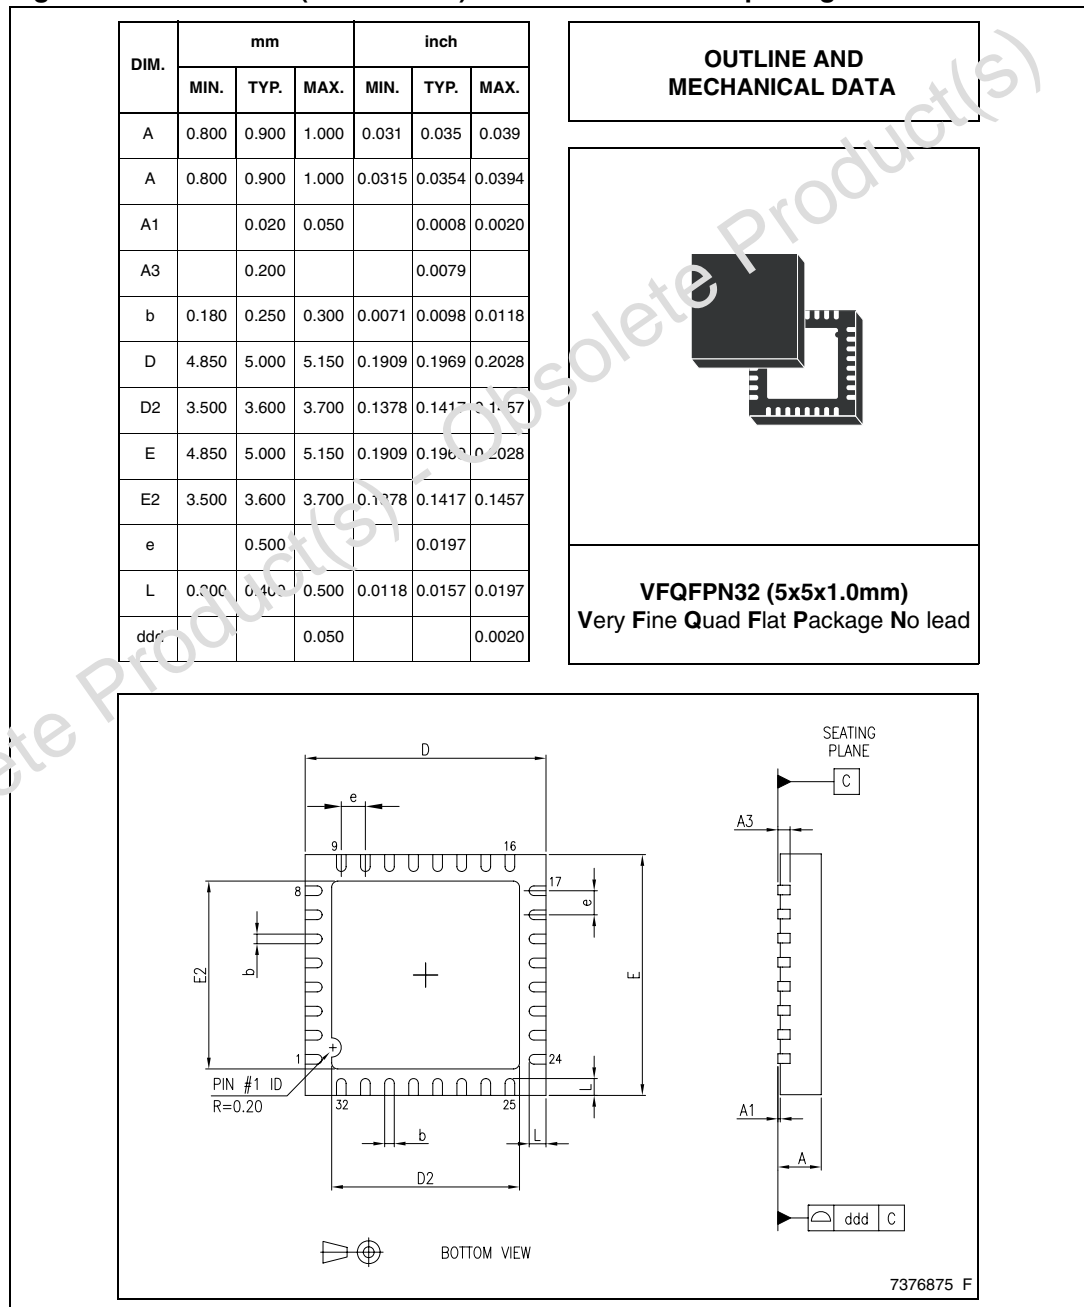 DIM. mm inch
MIN. TYP. MAX. MIN. TYP. MAX.
A 0.800 0.900 1.000 0.031 0.035 0.039
A 0.800 0.900 1.000 0.0315 0.0354 0.0394
A1 0.020 0.050 0.0008 0.0020
A3 0.200 0.0079
b 0.180 0.250 0.300 0.0071 0.0098 0.0118
D 4.850 5.000 5.150 0.1909 0.1969 0.2028
D2 3.500 3.600 3.700 0.1378 0.1417
E 4.850 5.000 5.150 0.1909
E2 3.500 3.600 3.700 0.1417 0.1457
e 0.500 0.0197
L 0.500 0.0118 0.0157 0.0197
ddd 0.050 0.0020
OUTLINE AND
MECHANICAL DATA
VFQFPN32 (5x5x1.0mm)
Very Fine Quad Flat Package No lead
Product(s) - Obsolete Product(s)
SEATING
PLANE
D
C
e
A3
9 16
8 17
e
b
E2
E
1 24
PIN #1 ID
R=0.20
32 25
L
A1
b
L
A
D2
ddd C
BOTTOM VIEW
7376875 F